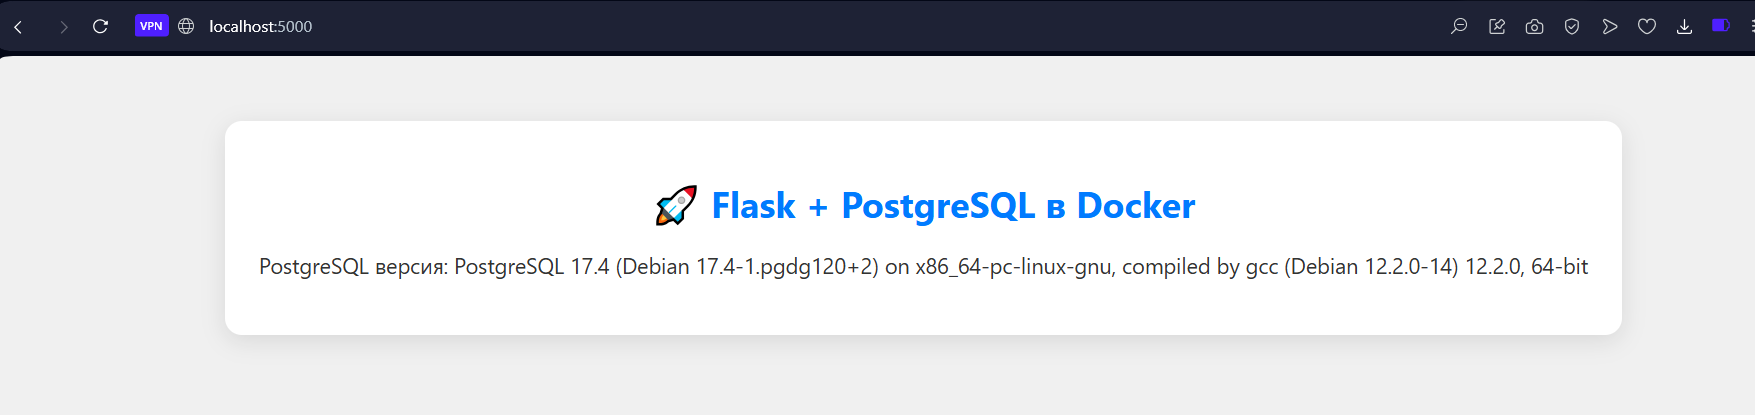 VPN localhost:5000
🚀 Flask + PostgreSQL в Docker
PostgreSQL версия: PostgreSQL 17.4 (Debian 17.4-1.pgdg120+2) on x86_64-pc-linux-gnu, compiled by gcc (Debian 12.2.0-14) 12.2.0, 64-bit